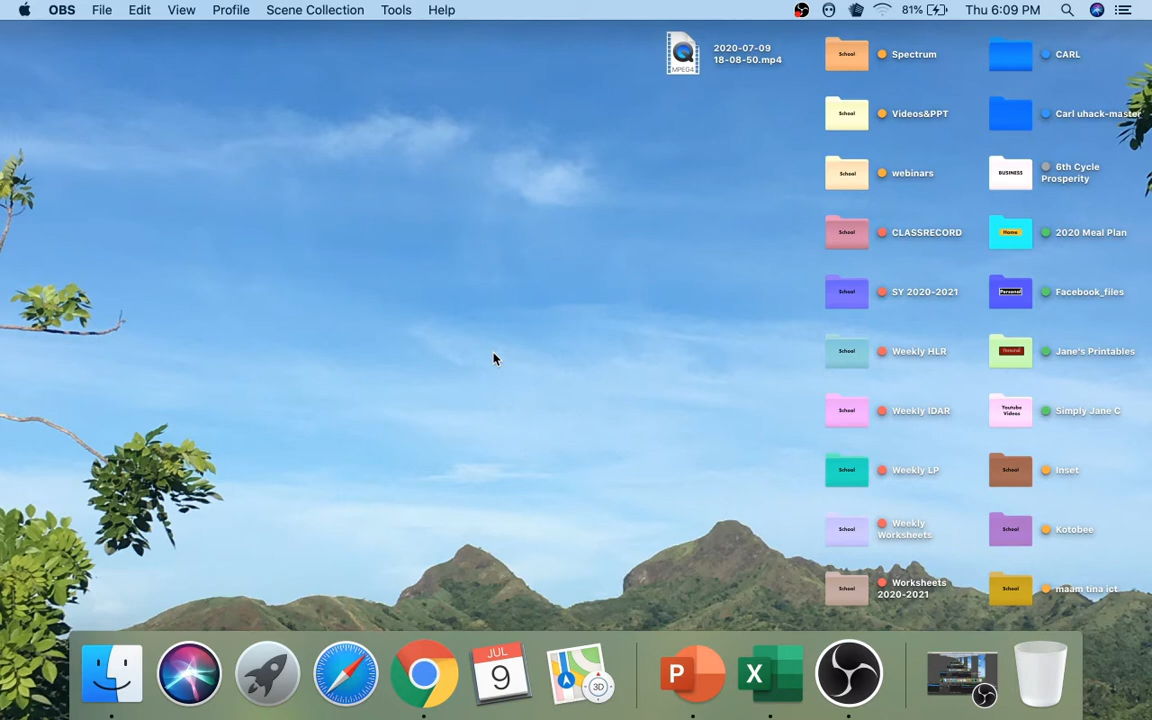 OBS File Edit View Profile Scene Collection Tools Help 81% Thu 6:09 PM
MPEG4
2020-07-09
18-08-50.mp4
School
Spectrum
CARL
School
Videos&PPT
Carl uhack-master
School
webinars
BUSINESS
6th Cycle
Prosperity
School
CLASSRECORD
Home
2020 Meal Plan
School
SY 2020-2021
Personal
Facebook_files
School
Weekly HLR
Personal
Jane's Printables
School
Weekly IDAR
Youtube
Videos
Simply Jane C
School
Weekly LP
School
Inset
School
Weekly
Worksheets
School
Kotobee
School
Worksheets
2020-2021
School
maam tina ict
JUL
9
3D
P
X